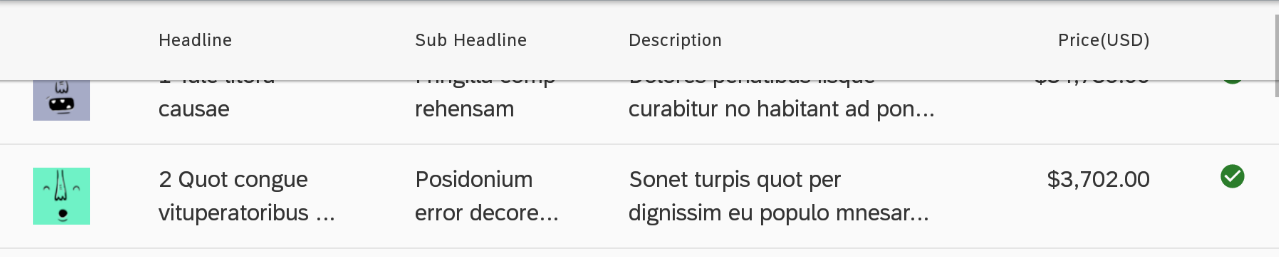 Headline Sub Headline Description Price(USD)
causae rehensam curabitur no habitant ad pon...
2 Quot congue Posidonium Sonet turpis quot per $3,702.00
vituperatoribus ... error decore... dignissim eu populo mnesar...